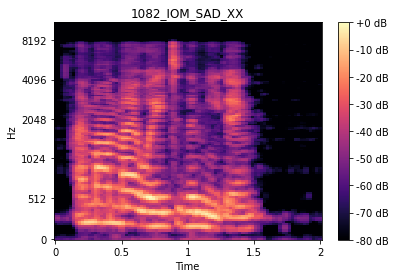 1082_IOM_SAD_XX
8192
4096
2048
1024
512
0
Hz
0
0.5
1
1.5
2
Time
+0 dB
-10 dB
-20 dB
-30 dB
-40 dB
-50 dB
-60 dB
-70 dB
-80 dB